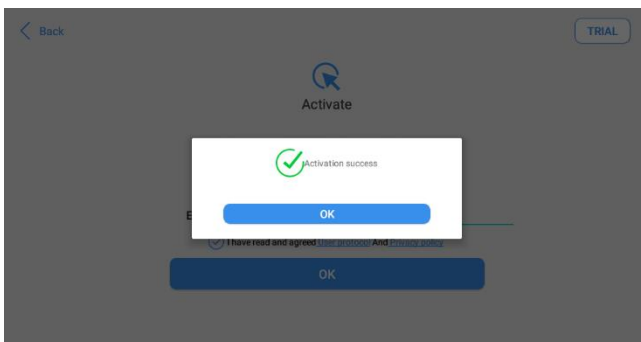 Back
TRIAL
Activate
Activation success
OK
E
I have read and agreed User protocol And Privacy policy
OK